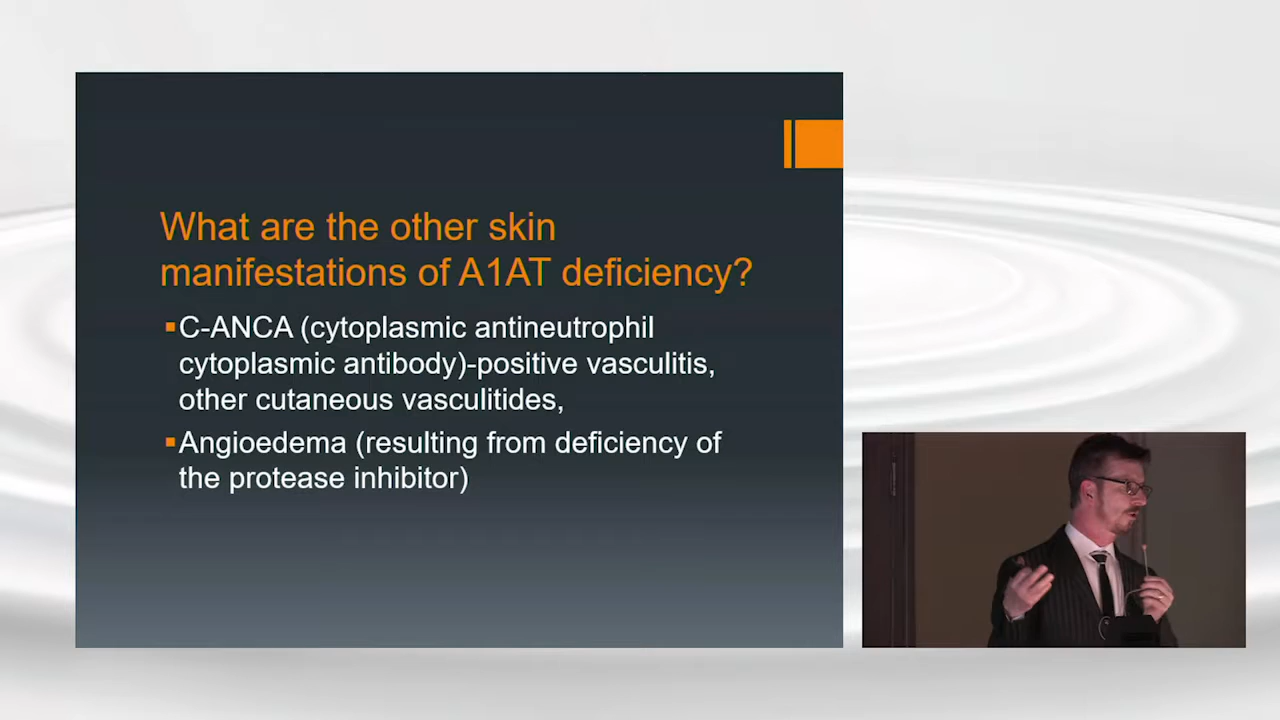 What are the other skin
manifestations of A1AT deficiency?
▪C-ANCA (cytoplasmic antineutrophil
cytoplasmic antibody)-positive vasculitis,
other cutaneous vasculitides,
▪Angioedema (resulting from deficiency of
the protease inhibitor)